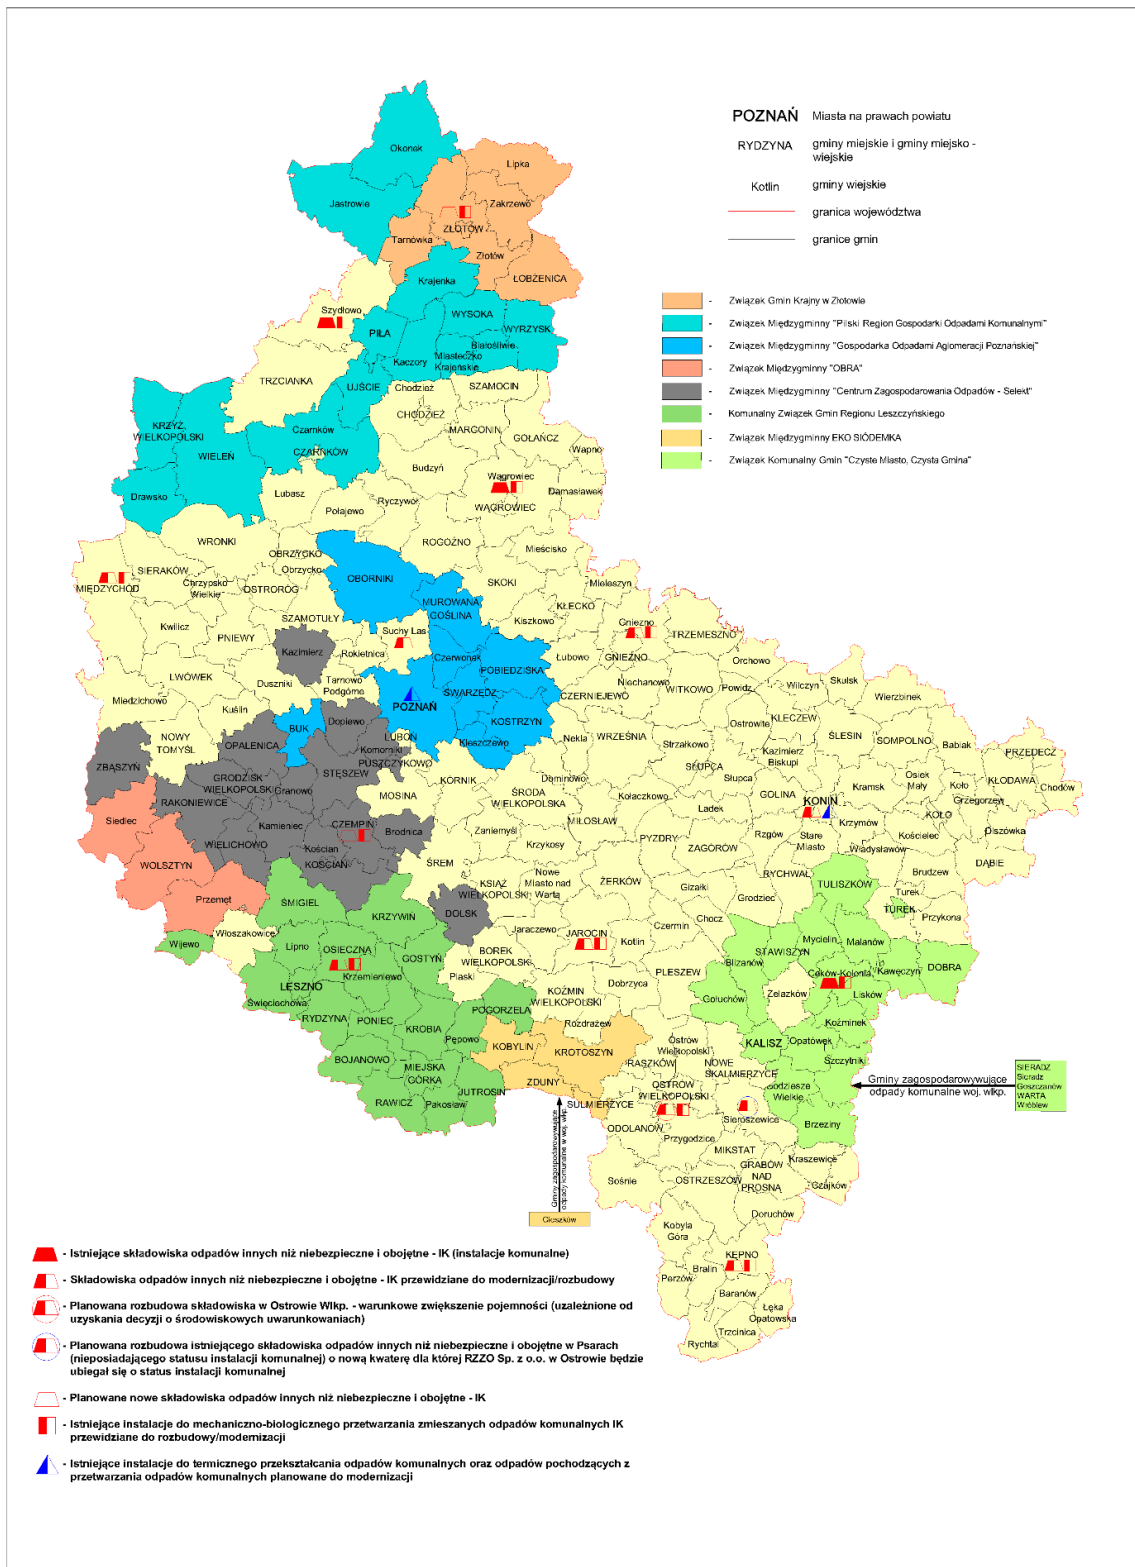 POZNAŃ Miasta na prawach powiatu
RYDZYNA gminy miejskie i gminy miejsko -
wiejskie
Kotlin gminy wiejskie
granica województwa
granice gmin
- Związek Gmin Krajny w Złotowie
- Związek Międzygminny "Pilski Region Gospodarki Odpadami Komunalnymi"
- Związek Międzygminny "Gospodarka Odpadami Aglomeracji Poznańskiej"
- Związek Międzygminny "OBRA"
- Związek Międzygminny "Centrum Zagospodarowania Odpadów - Selekt"
- Komunalny Związek Gmin Regionu Leszczyńskiego
- Związek Międzygminny EKO SIÓDEMKA
- Związek Komunalny Gmin "Czyste Miasto, Czysta Gmina"
Okonek
Lipka
Jastrowie
Zakrzewo
ZŁOTÓW
Tarnówka
Złotów
ŁOBŻENICA
Krajenka
Szydłowo
WYSOKA
PIŁA
WYRZYSK
Białośliwie
Kaczory
Miasteczko
Krajeńskie
TRZCIANKA
UJŚCIE
Chodzież
SZAMOCIN
CHODZIEŻ
KRZYŻ
WIELKOPOLSKI
Czarnków
MARGONIN
GOŁAŃCZ
WIELEŃ
CZARNKÓW
Wapno
Budzyń
Drawsko
Lubasz
Wągrowiec
Damasławek
Ryczywół
Połajewo
WĄGROWIEC
WRONKI
OBRZYCKO
Obrzycko
ROGOŹNO
Mieścisko
SIERAKÓW
MIĘDZYCHÓD
Chrzypsko
Wielkie
OSTRORÓG
OBORNIKI
SKOKI
Mieleszyn
MUROWANA
GOŚLINA
KŁECKO
SZAMOTUŁY
Kwilicz
PNIEWY
Suchy Las
Kiszkowo
Gniezno
TRZEMESZNO
Kazimierz
Rokietnica
Czerwonak
Łubowo
GNIEZNO
Orchowo
LWÓWEK
Duszniki
Tarnowo
Podgórne
POBIEDZISKA
Niechanowo
WITKOWO
Powidz
Wilczyn
Skulsk
Miedzichowo
Kuślin
POZNAŃ
SWARZĘDZ
CZERNIEJEWO
Wierzbinek
BUK
Dopiewo
KOSTRZYN
Ostrowite
KLECZEW
NOWY
TOMYŚL
OPALENICA
LUBOŃ
Kleszczewo
Nekla
WRZEŚNIA
Strzałkowo
ŚLESIN
SOMPOLNO
Babiak
PRZEDECZ
ZBĄSZYŃ
Komorniki
PUSZCZYKOWO
Kazimierz
Biskupi
GRODZISK
WIELKOPOLSKI
Granowo
STĘSZEW
KÓRNIK
Dominowo
SŁUPCA
Słupca
Osiek
Mały
KŁODAWA
Koło
Chodów
RAKONIEWICE
MOSINA
ŚRODA
WIELKOPOLSKA
Kołaczkowo
GOLINA
Kramsk
Grzegorzew
KONIN
KOŁO
Siedlec
Kamieniec
CZEMPIŃ
Brodnica
Zaniemyśl
MIŁOSŁAW
Lądek
Krzymów
Olszówka
WIELICHOWO
Kościan
KOŚCIAN
Krzykosy
PYZDRY
ZAGÓRÓW
Rzgów
Stare
Miasto
Kościelec
Władysławów
DĄBIE
WOLSZTYN
ŚREM
Nowe
Miasto nad
Wartą
RYCHWAŁ
Brudzew
Przemęt
ŚMIGIEL
KSIĄŻ
WIELKOPOLSKI
ŻERKÓW
Gizałki
Grodziec
TULISZKÓW
Turek
TUREK
Przykona
KRZYWIŃ
DOLSK
Chocz
Włoszakowice
Wijewo
Lipno
OSIECZNA
Jaraczewo
JAROCIN
Czermin
Kotlin
Mycielin
Malanów
STAWISZYN
GOSTYŃ
BOREK
WIELKOPOLSKI
Blizanów
Krzemieniewo
Piaski
PLESZEW
Ceków-Kolonia
Kawęczyn
DOBRA
LESZNO
Dobrzyca
Żelazków
Święciechowa
KOŹMIN
WIELKOPOLSKI
Gołuchów
Lisków
RYDZYNA
PONIEC
KROBIA
POGORZELA
Rozdrażew
Koźminek
Pępowo
KOBYLIN
KROTOSZYN
Ostrów
Wielkopolski
KALISZ
Opatówek
BOJANOWO
MIEJSKA
GÓRKA
RASZKÓW
NOWE
SKALMIERZYCE
Szczytniki
JUTROSIN
ZDUNY
OSTRÓW
WIELKOPOLSKI
Godziesze
Wielkie
RAWICZ
Pakosław
SULMIERZYCE
Sieroszewice
Brzeziny
ODOLANÓW
Przygodzice
MIKSTAT
Kraszewice
GRABÓW
NAD
PROSNĄ
Sośnie
OSTRZESZÓW
Czajków
Doruchów
Kobyla
Góra
KĘPNO
Bralin
Perzów
Baranów
Łęka
Opatowska
Trzcinica
Rychtal
Gminy zagospodarowywujące
odpady komunalne woj. wlkp.
SIERADZ
Sieradz
Goszczanów
WARTA
Wróblew
Gminy zagospodarowywujące
odpady komunalne w woj. wlkp.
Cieszków
- Istniejące składowiska odpadów innych niż niebezpieczne i obojętne - IK (instalacje komunalne)
- Składowiska odpadów innych niż niebezpieczne i obojętne - IK przewidziane do modernizacji/rozbudowy
- Planowana rozbudowa składowiska w Ostrowie Wlkp. - warunkowe zwiększenie pojemności (uzależnione od
uzyskania decyzji o środowiskowych uwarunkowaniach)
- Planowana rozbudowa istniejącego składowiska odpadów innych niż niebezpieczne i obojętne w Psarach
(nieposiadającego statusu instalacji komunalnej) o nową kwaterę dla której RZZO Sp. z o.o. w Ostrowie będzie
ubiegał się o status instalacji komunalnej
- Planowane nowe składowiska odpadów innych niż niebezpieczne i obojętne - IK
- Istniejące instalacje do mechaniczno-biologicznego przetwarzania zmieszanych odpadów komunalnych IK
przewidziane do rozbudowy/modernizacji
- Istniejące instalacje do termicznego przekształcania odpadów komunalnych oraz odpadów pochodzących z
przetwarzania odpadów komunalnych planowane do modernizacji